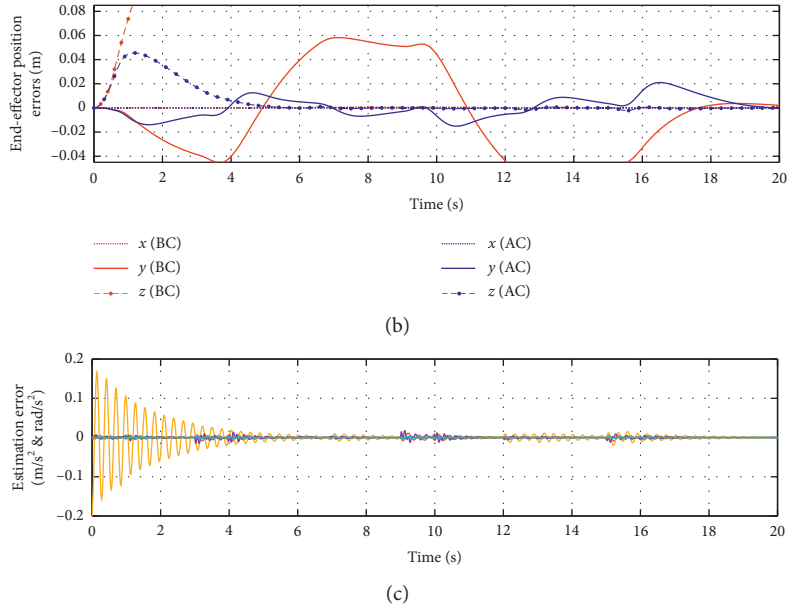 End-effector position
errors (m)
0.08
0.06
0.04
0.02
0
−0.02
−0.04
0 2 4 6 8 10 12 14 16 18 20
Time (s)
x (BC)
y (BC)
z (BC)
x (AC)
y (AC)
z (AC)
(b)
Estimation error
(m/s² & rad/s²)
0.2
0.1
0
−0.1
−0.2
0 2 4 6 8 10 12 14 16 18 20
Time (s)
(c)